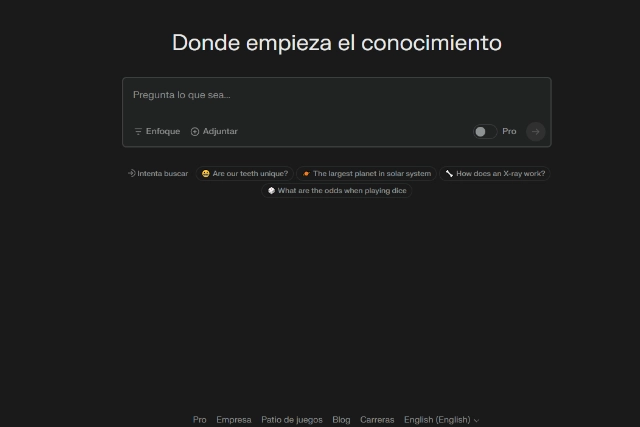 Donde empieza el conocimiento
Pregunta lo que sea...
Enfoque Adjuntar Pro
Intenta buscar Are our teeth unique? The largest planet in solar system How does an X-ray work?
What are the odds when playing dice
Pro Empresa Patio de juegos Blog Carreras English (English)